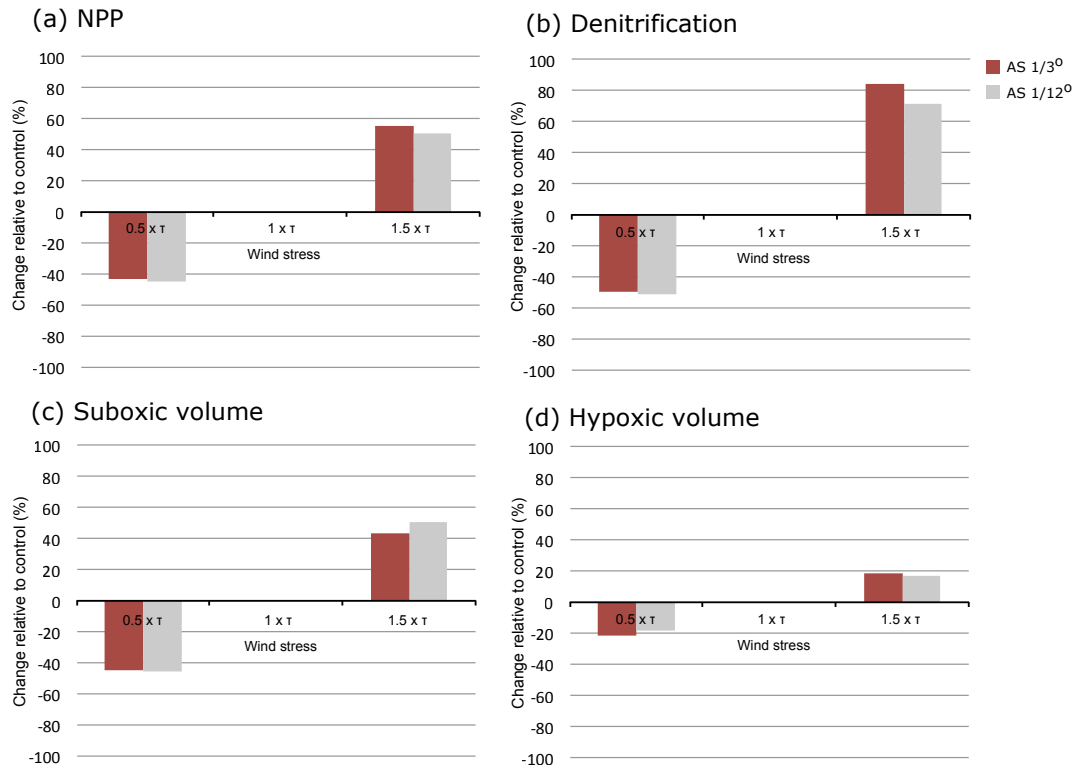 (a) NPP
Change relative to control (%)
100
80
60
40
20
0
-20
-40
-60
-80
-100
0.5 x τ 1 x τ 1.5 x τ
Wind stress
(b) Denitrification
Change relative to control (%)
100
80
60
40
20
0
-20
-40
-60
-80
-100
0.5 x τ 1 x τ 1.5 x τ
Wind stress
AS 1/3⁰
AS 1/12⁰
(c) Suboxic volume
Change relative to control (%)
100
80
60
40
20
0
-20
-40
-60
-80
-100
0.5 x τ 1 x τ 1.5 x τ
Wind stress
(d) Hypoxic volume
Change relative to control (%)
100
80
60
40
20
0
-20
-40
-60
-80
-100
0.5 x τ 1 x τ 1.5 x τ
Wind stress